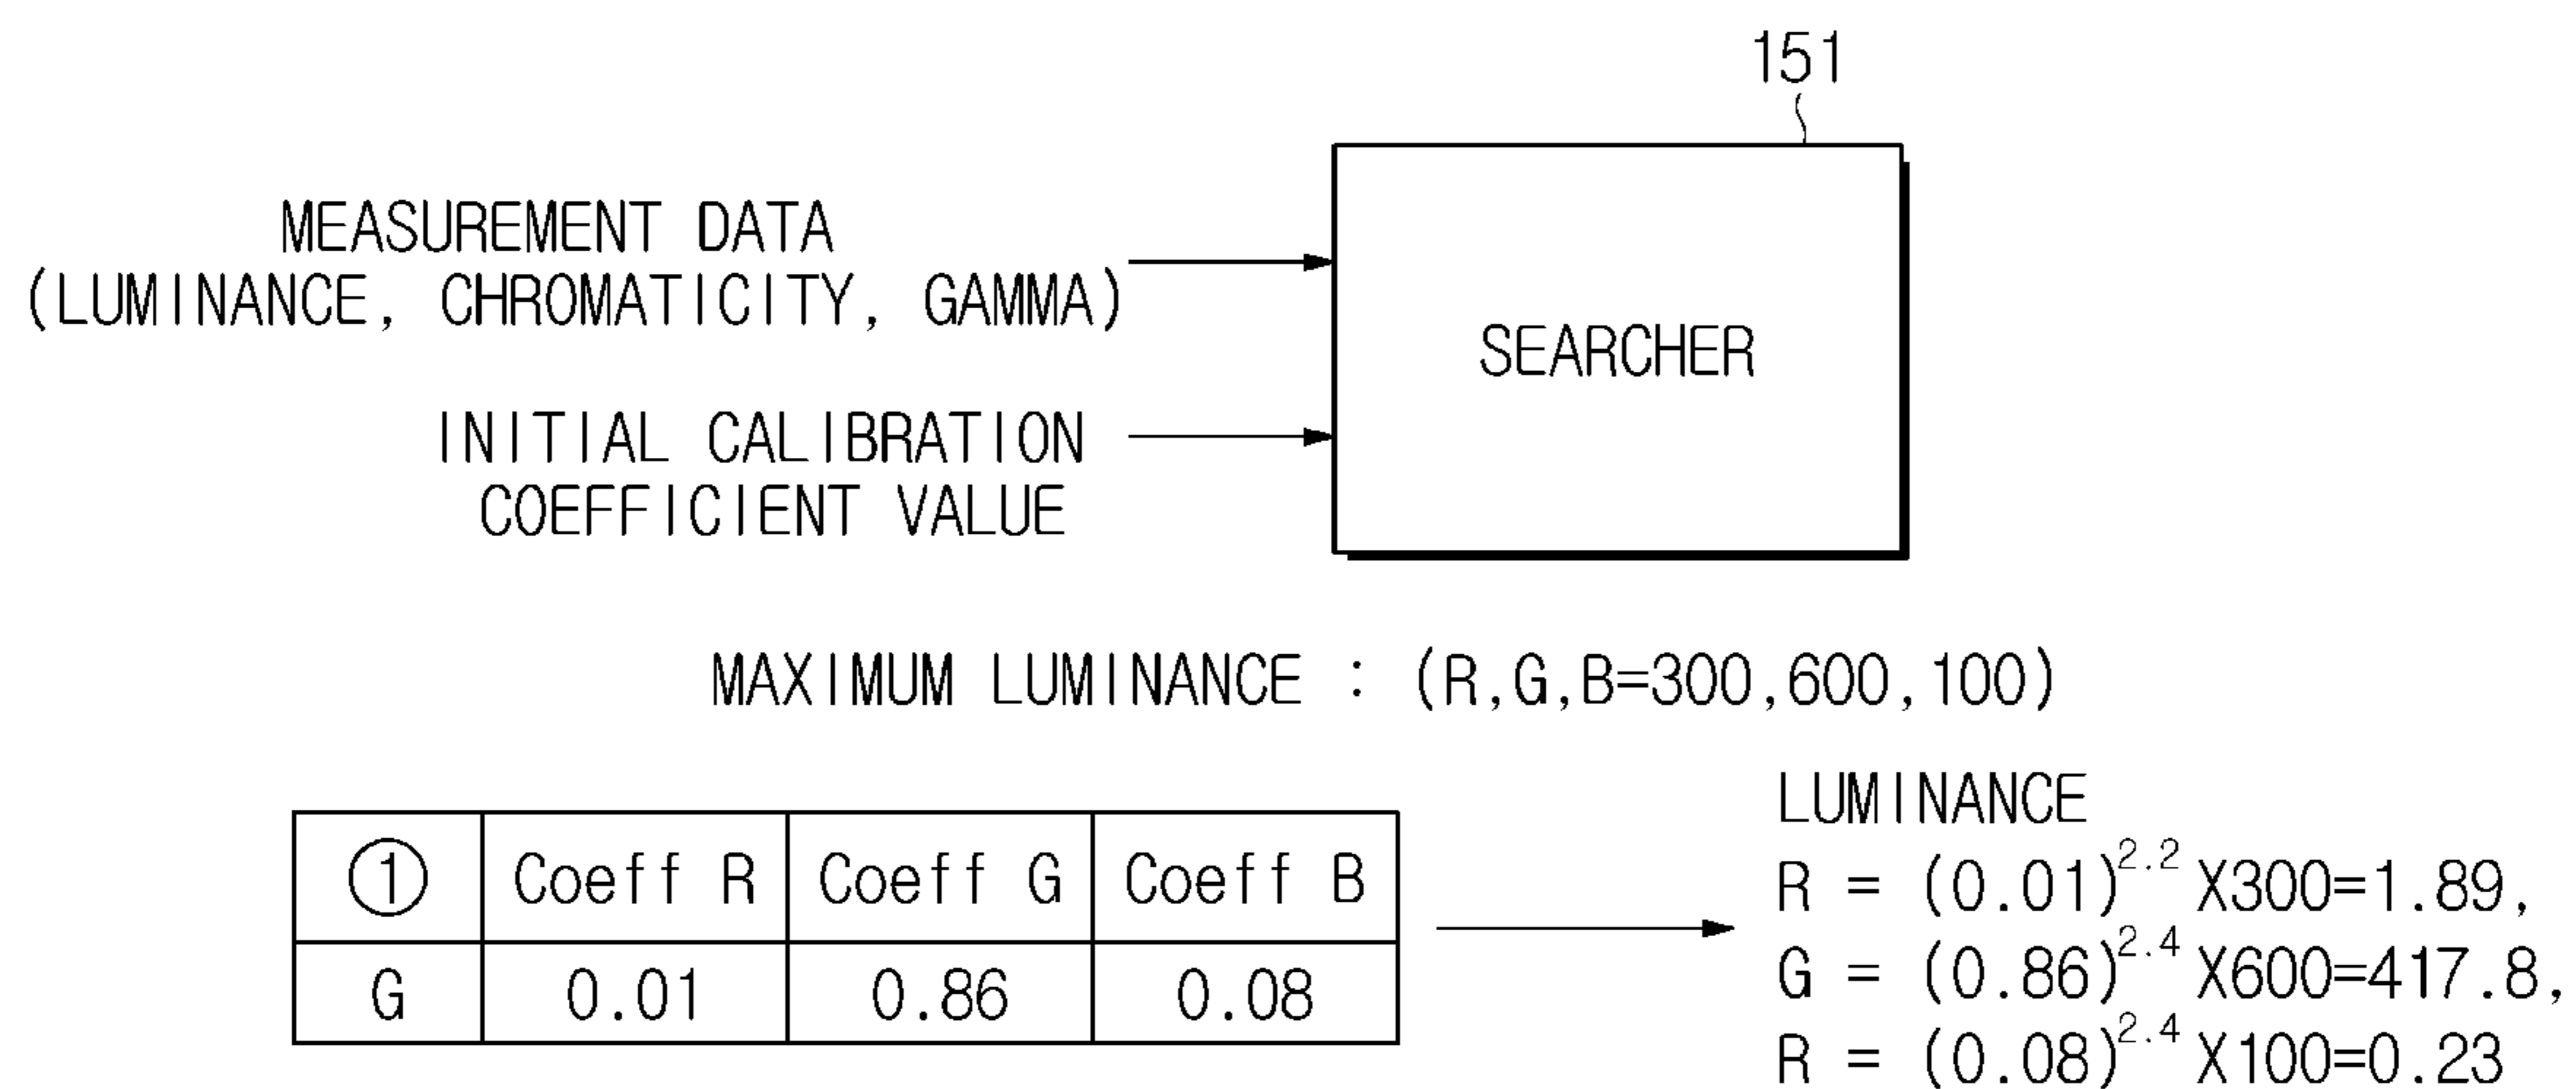 151
MEASUREMENT DATA
(LUMINANCE, CHROMATICITY, GAMMA)
SEARCHER
INITIAL CALIBRATION
COEFFICIENT VALUE
MAXIMUM LUMINANCE : (R,G,B=300,600,100)
① Coeff R Coeff G Coeff B
G 0.01 0.86 0.08
LUMINANCE
R = (0.01)^2.2 X300=1.89,
G = (0.86)^2.4 X600=417.8,
R = (0.08)^2.4 X100=0.23